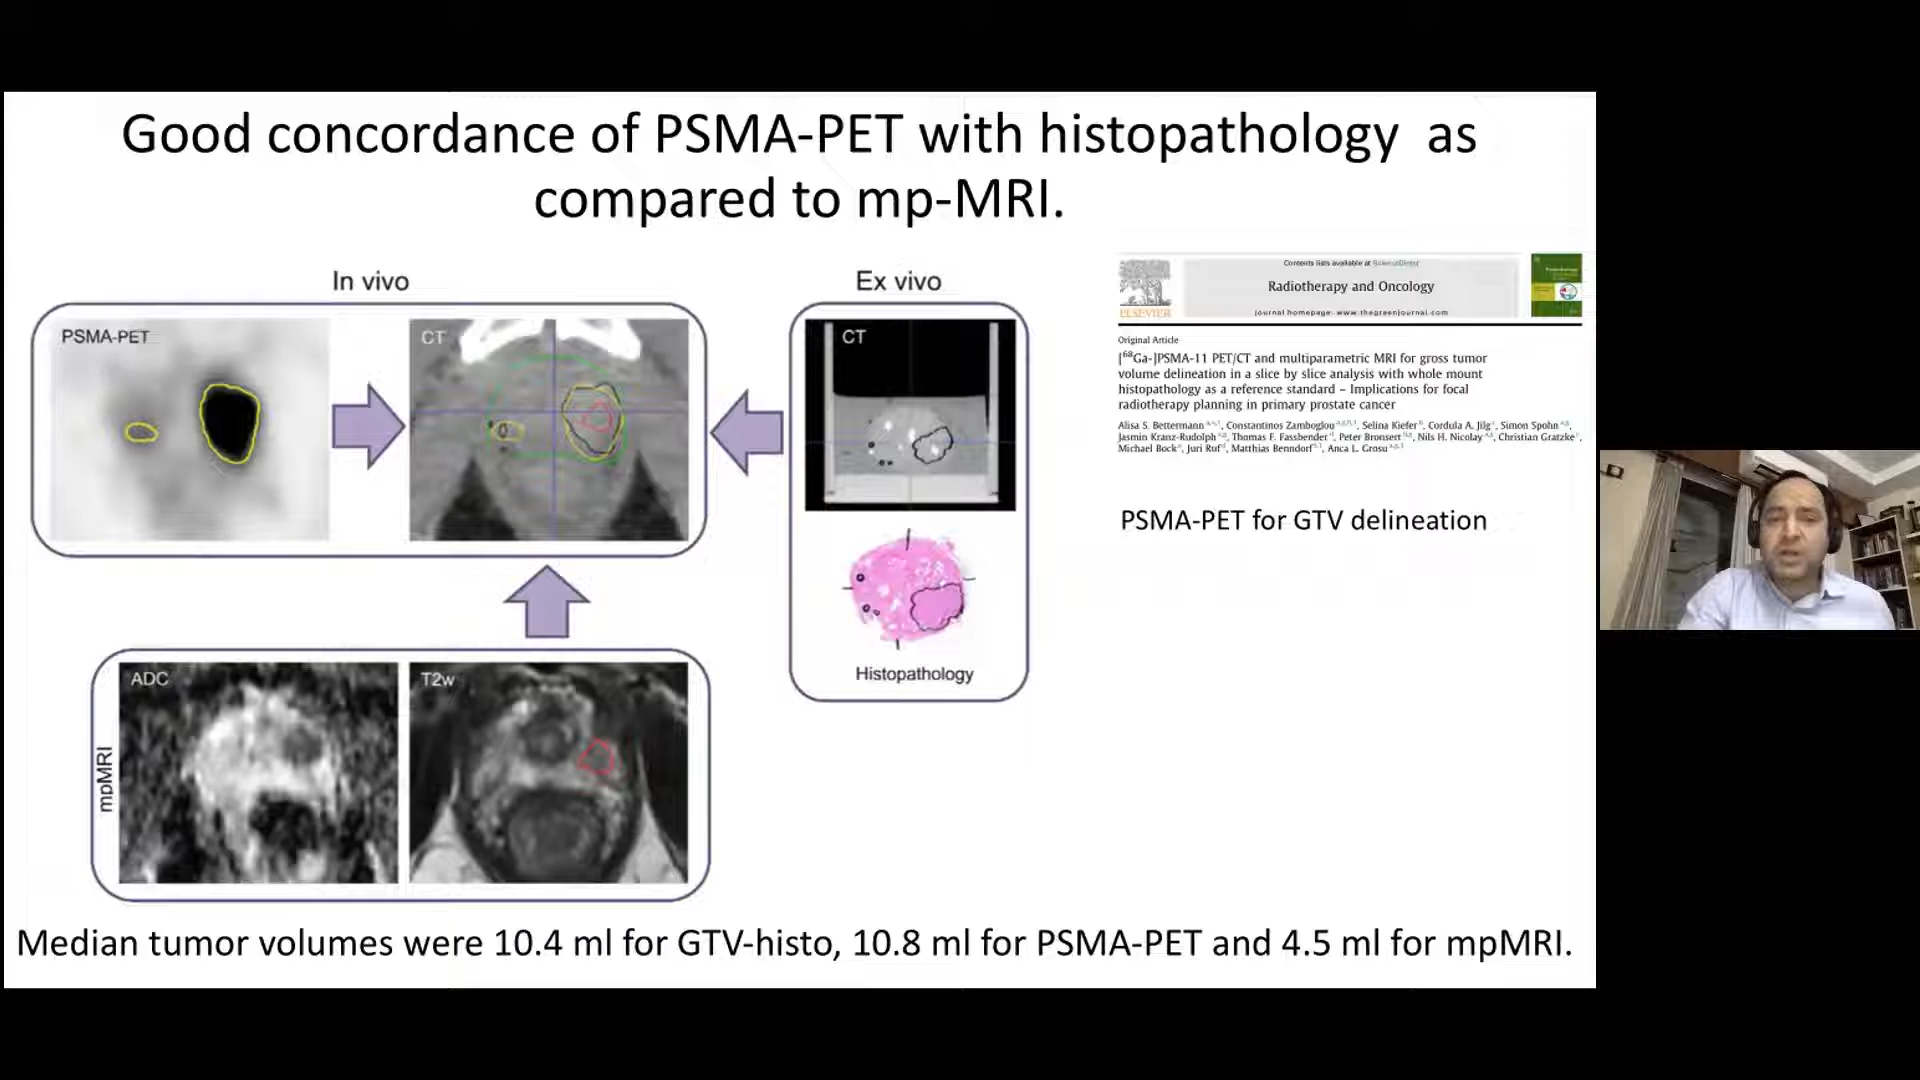 Good concordance of PSMA-PET with histopathology as
compared to mp-MRI.
In vivo
PSMA-PET
CT
Ex vivo
CT
Histopathology
mpMRI
ADC
T2w
Contents lists available at ScienceDirect
Radiotherapy and Oncology
journal homepage: www.thegreenjournal.com
ELSEVIER
Original Article
[68Ga-]PSMA-11 PET/CT and multiparametric MRI for gross tumor
volume delineation in a slice by slice analysis with whole mount
histopathology as a reference standard – Implications for focal
radiotherapy planning in primary prostate cancer
Alisa S. Bettermann, Constantinos Zamboglou, Selina Kiefer, Cordula A. Jilg, Simon Spohn,
Jasmin Kranz-Rudolph, Thomas F. Fassbender, Peter Bronsert, Nils H. Nicolay, Christian Gratzke,
Michael Bock, Juri Ruf, Matthias Benndorf, Anca L. Grosu
PSMA-PET for GTV delineation
Median tumor volumes were 10.4 ml for GTV-histo, 10.8 ml for PSMA-PET and 4.5 ml for mpMRI.